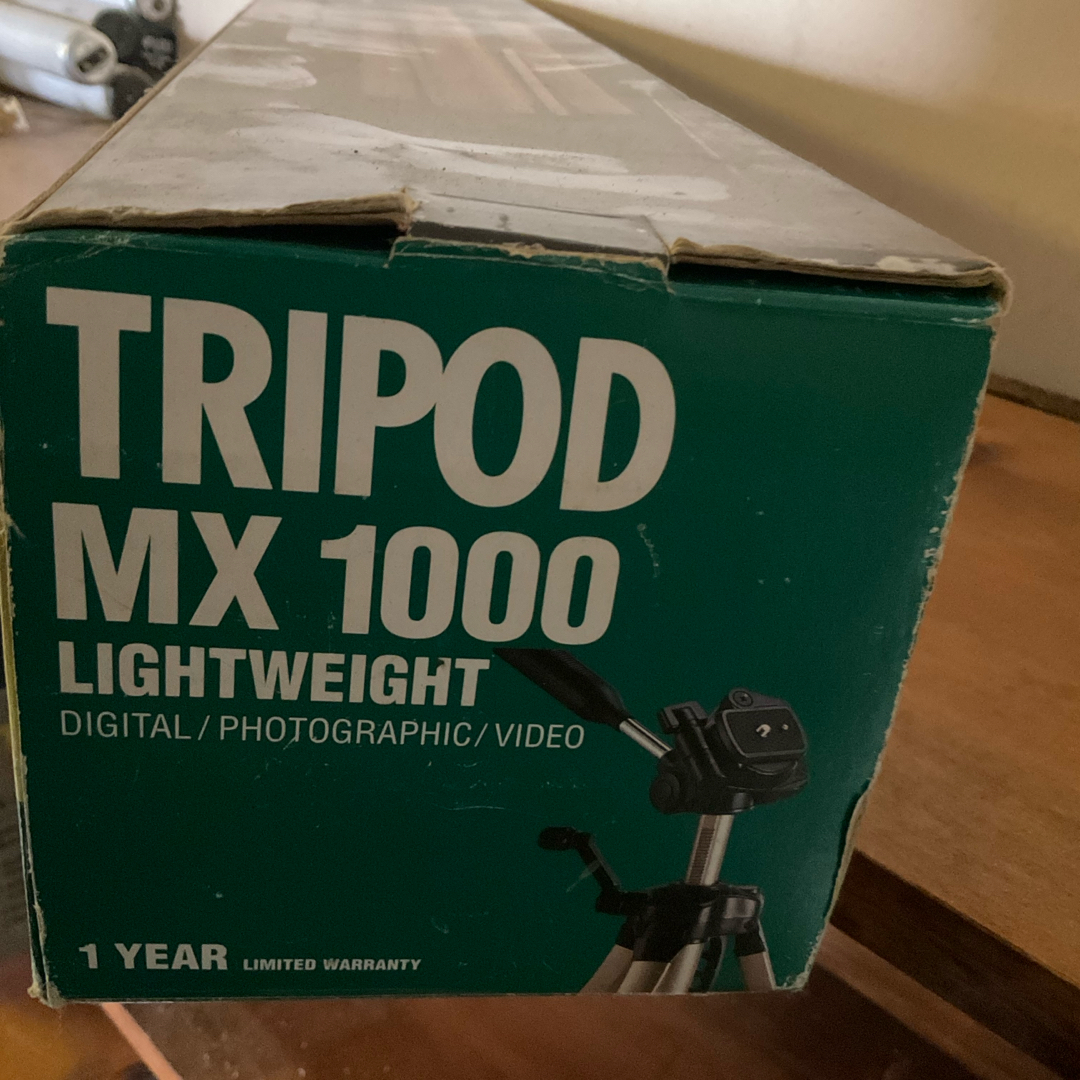 TRIPOD
MX 1000
LIGHTWEIGHT
DIGITAL / PHOTOGRAPHIC / VIDEO
1 YEAR LIMITED WARRANTY